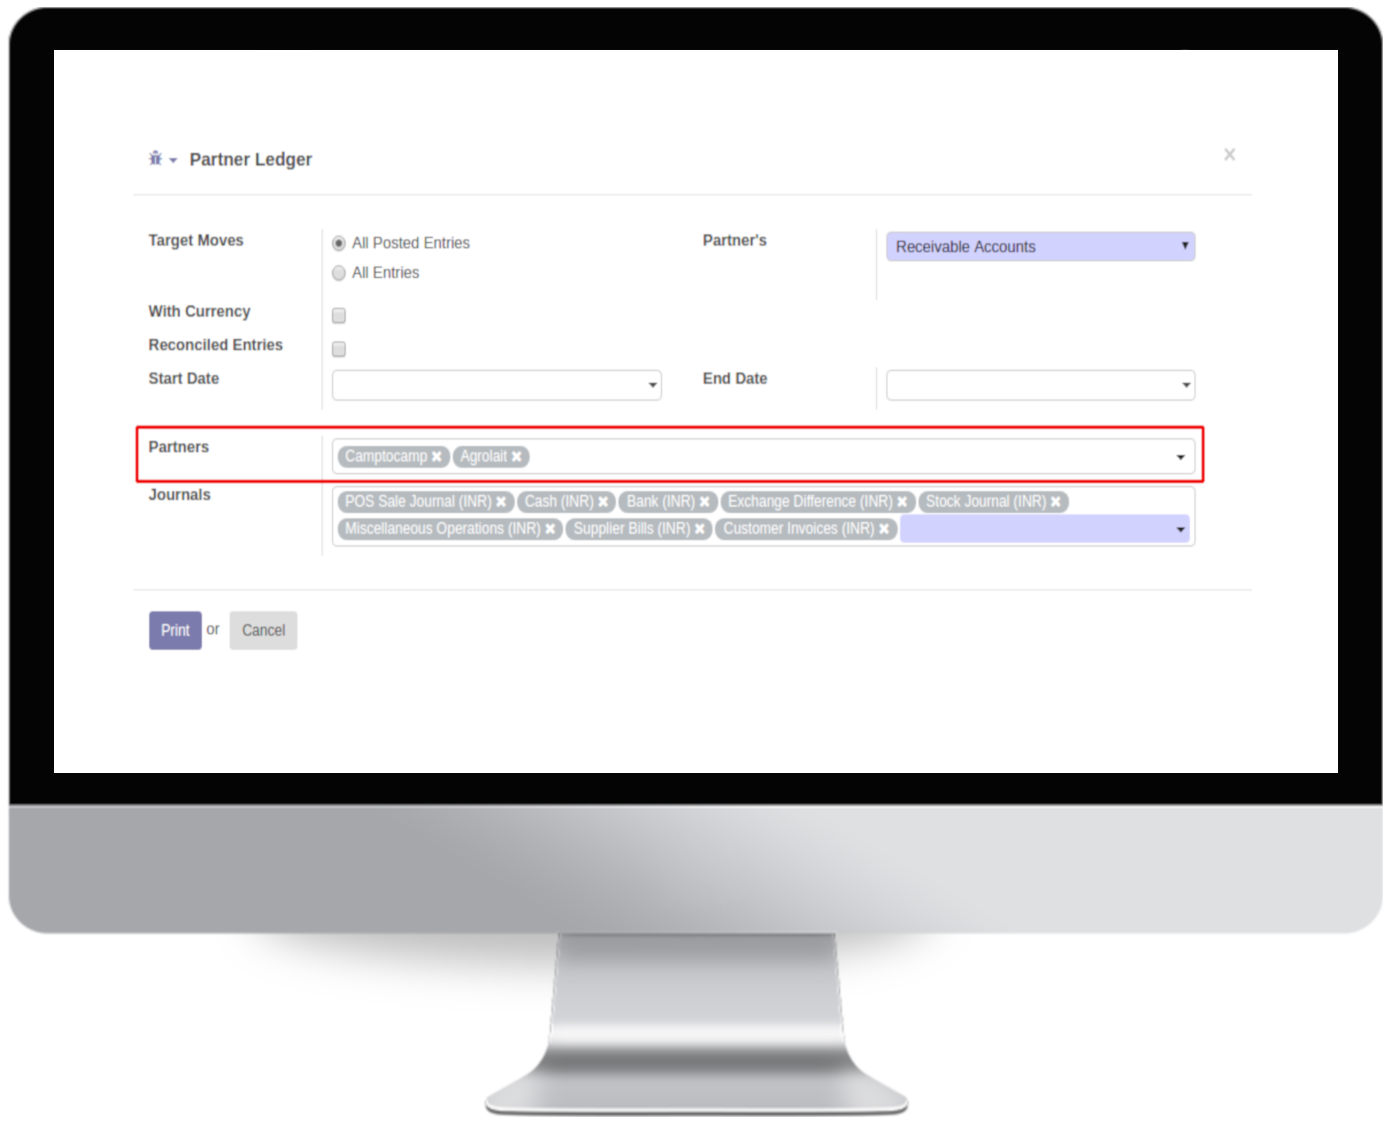 Partner Ledger
Target Moves
All Posted Entries
All Entries
Partner's
Receivable Accounts
With Currency
Reconciled Entries
Start Date
End Date
Partners
Camptocamp Agrolait
Journals
POS Sale Journal (INR) Cash (INR) Bank (INR) Exchange Difference (INR) Stock Journal (INR)
Miscellaneous Operations (INR) Supplier Bills (INR) Customer Invoices (INR)
Print or Cancel